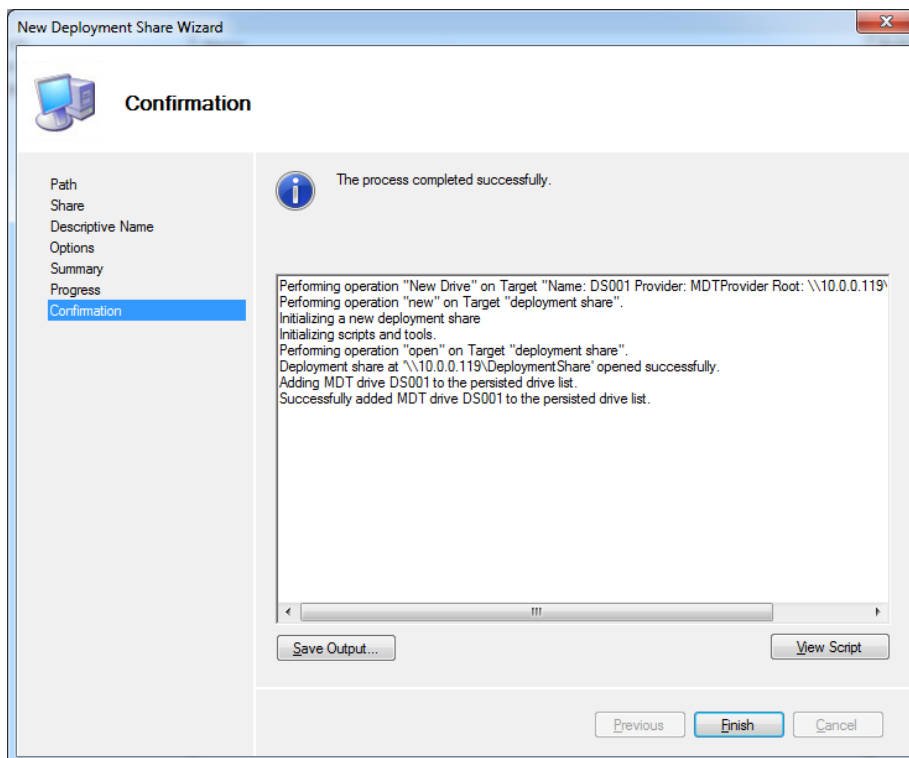 New Deployment Share Wizard
Confirmation
Path
Share
Descriptive Name
Options
Summary
Progress
Confirmation
The process completed successfully.
Performing operation "New Drive" on Target "Name: DS001 Provider: MDTProvider Root: \\10.0.0.119\
Performing operation "new" on Target "deployment share".
Initializing a new deployment share
Initializing scripts and tools.
Performing operation "open" on Target "deployment share".
Deployment share at '\\10.0.0.119\DeploymentShare' opened successfully.
Adding MDT drive DS001 to the persisted drive list.
Successfully added MDT drive DS001 to the persisted drive list.
Save Output...
View Script
Previous
Finish
Cancel